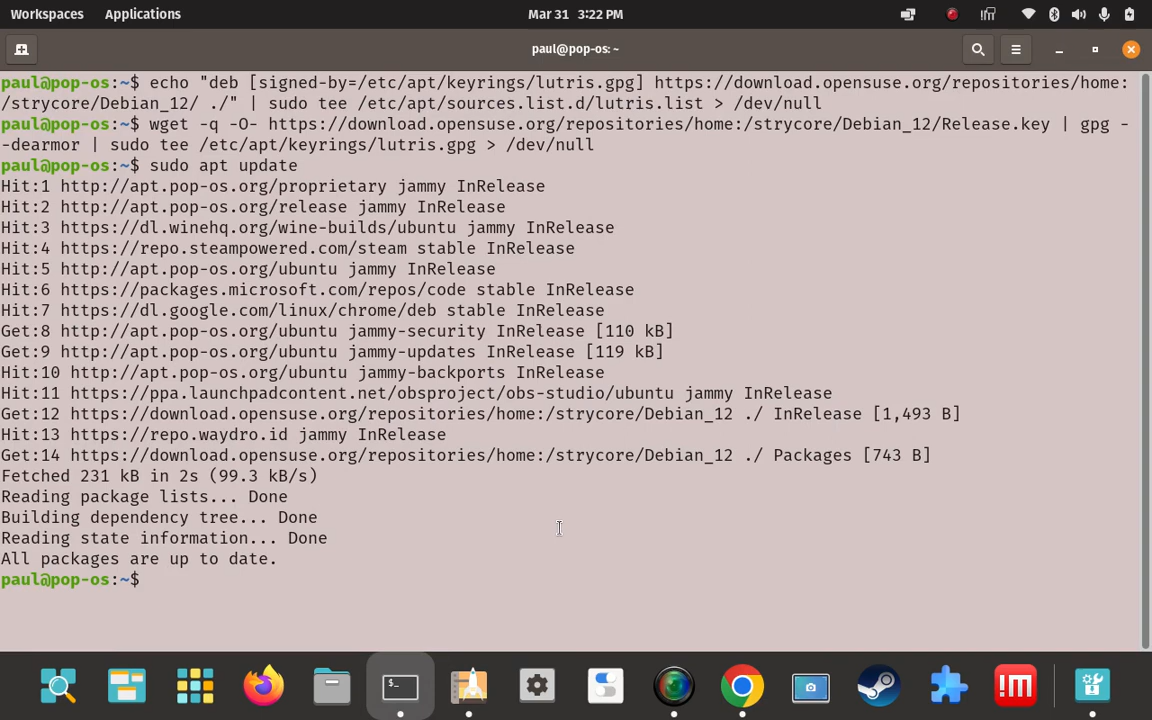 Workspaces Applications Mar 31 3:22 PM
paul@pop-os: ~
paul@pop-os:~$ echo "deb [signed-by=/etc/apt/keyrings/lutris.gpg] https://download.opensuse.org/repositories/home:
/strycore/Debian_12/ ./" | sudo tee /etc/apt/sources.list.d/lutris.list > /dev/null
paul@pop-os:~$ wget -q -O- https://download.opensuse.org/repositories/home:/strycore/Debian_12/Release.key | gpg -
-dearmor | sudo tee /etc/apt/keyrings/lutris.gpg > /dev/null
paul@pop-os:~$ sudo apt update
Hit:1 http://apt.pop-os.org/proprietary jammy InRelease
Hit:2 http://apt.pop-os.org/release jammy InRelease
Hit:3 https://dl.winehq.org/wine-builds/ubuntu jammy InRelease
Hit:4 https://repo.steampowered.com/steam stable InRelease
Hit:5 http://apt.pop-os.org/ubuntu jammy InRelease
Hit:6 https://packages.microsoft.com/repos/code stable InRelease
Hit:7 https://dl.google.com/linux/chrome/deb stable InRelease
Get:8 http://apt.pop-os.org/ubuntu jammy-security InRelease [110 kB]
Get:9 http://apt.pop-os.org/ubuntu jammy-updates InRelease [119 kB]
Hit:10 http://apt.pop-os.org/ubuntu jammy-backports InRelease
Hit:11 https://ppa.launchpadcontent.net/obsproject/obs-studio/ubuntu jammy InRelease
Get:12 https://download.opensuse.org/repositories/home:/strycore/Debian_12 ./ InRelease [1,493 B]
Hit:13 https://repo.waydro.id jammy InRelease
Get:14 https://download.opensuse.org/repositories/home:/strycore/Debian_12 ./ Packages [743 B]
Fetched 231 kB in 2s (99.3 kB/s)
Reading package lists... Done
Building dependency tree... Done
Reading state information... Done
All packages are up to date.
paul@pop-os:~$
!M